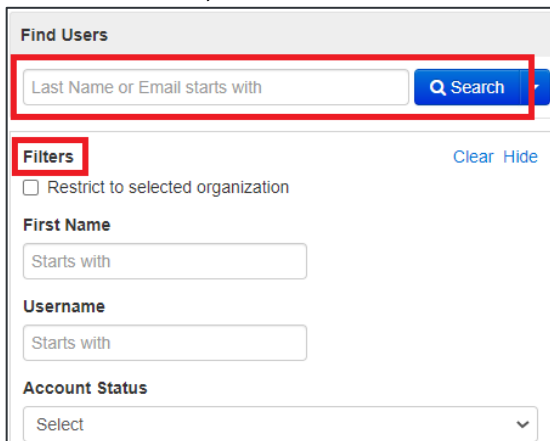 Find Users
Last Name or Email starts with Search
Filters Clear Hide
Restrict to selected organization
First Name
Starts with
Username
Starts with
Account Status
Select